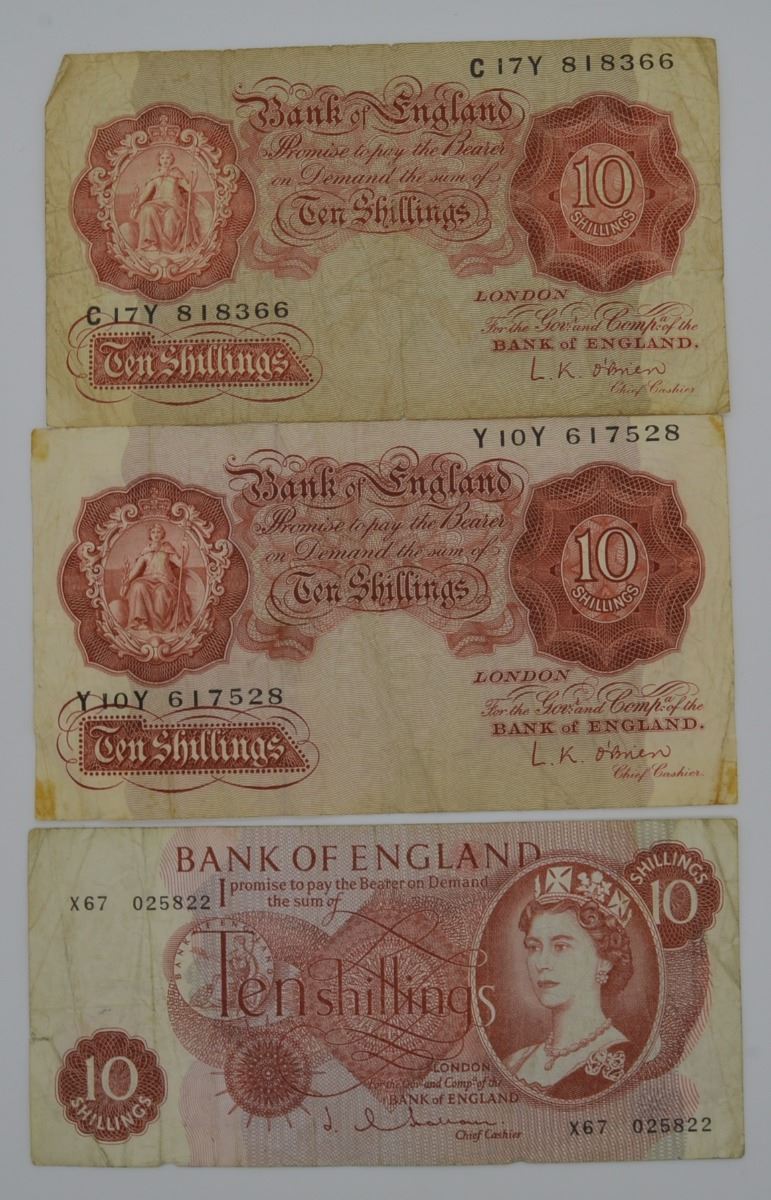 C17Y 818366
Bank of England
Promise to pay the Bearer
on Demand the sum of
Ten Shillings
10
SHILLINGS
C17Y 818366
LONDON
For the Govr. and Compa. of the
BANK of ENGLAND.
Ten Shillings
L.K. O'Brien
Chief Cashier
Y10Y 617528
Bank of England
Promise to pay the Bearer
on Demand the sum of
Ten Shillings
10
SHILLINGS
LONDON
Y10Y 617528
For the Govr. and Compa. of the
BANK of ENGLAND.
Ten Shillings
L.K. O'Brien
Chief Cashier.
BANK OF ENGLAND
SHILLINGS
10
I promise to pay the Bearer on Demand
the sum of
X67 025822
BANK OF ENGLAND
Ten shillings
10
SHILLINGS
LONDON
For the Govr. and Compa. of the
BANK of ENGLAND
Chief Cashier
X67 025822